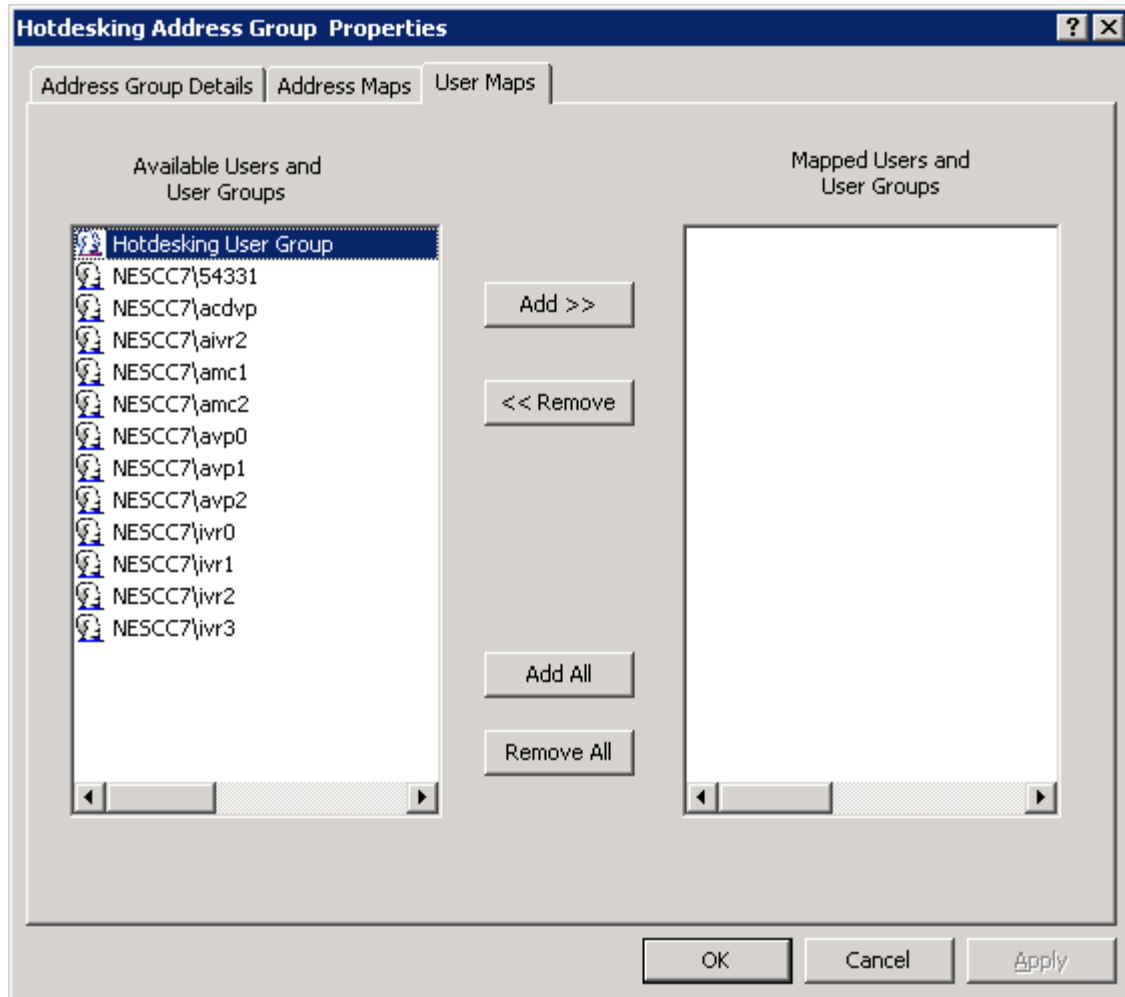 Hotdesking Address Group  Properties
Address Group Details
Address Maps
User Maps
Available Users and
User Groups
Mapped Users and
User Groups
Hotdesking User Group
NESCC7\54331
NESCC7\acdvp
NESCC7\aivr2
NESCC7\amc1
NESCC7\amc2
NESCC7\avp0
NESCC7\avp1
NESCC7\avp2
NESCC7\ivr0
NESCC7\ivr1
NESCC7\ivr2
NESCC7\ivr3
Add >>
<< Remove
Add All
Remove All
OK
Cancel
Apply